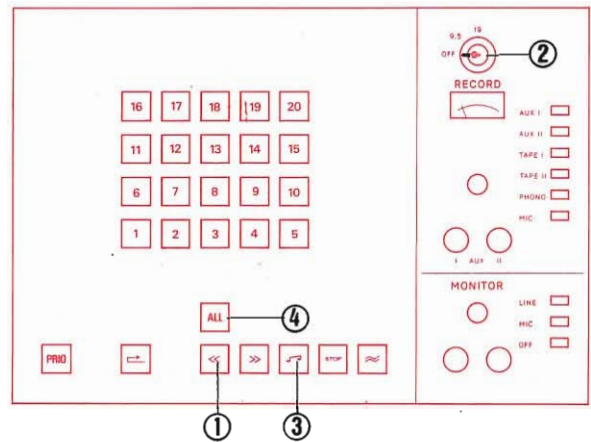 9.5 19
OFF
②
RECORD
AUX I
AUX II
TAPE I
TAPE II
PHONO
MIC
I AUX II
16 17 18 19 20
11 12 13 14 15
6 7 8 9 10
1 2 3 4 5
ALL
④
PRIO
STOP
①
③
MONITOR
LINE
MIC
OFF